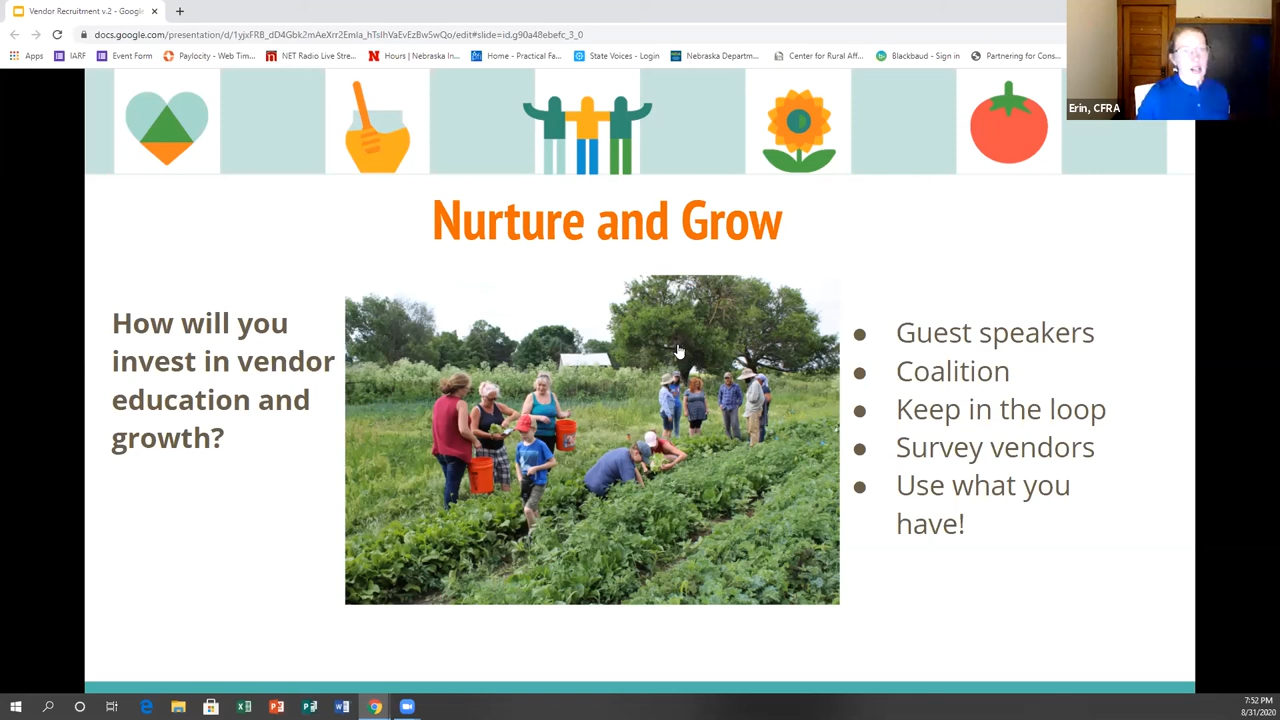 Vendor Recruitment v.2 - Google
docs.google.com/presentation/d/1yjxFRB_dD4Gbk2mAeXrr2Emla_hTsIhVaEvEzBw5wQo/edit#slide=id.g90a48ebefc_3_0
Apps
IARF
Event Form
Paylocity - Web Tim...
NET Radio Live Stre...
Hours | Nebraska In...
Home - Practical Fa...
State Voices - Login
Nebraska Departm...
Center for Rural Aff...
Blackbaud - Sign in
Partnering for Cons...
Erin, CFRA
Nurture and Grow
How will you
invest in vendor
education and
growth?
● Guest speakers
● Coalition
● Keep in the loop
● Survey vendors
● Use what you
have!
7:52 PM
8/31/2020